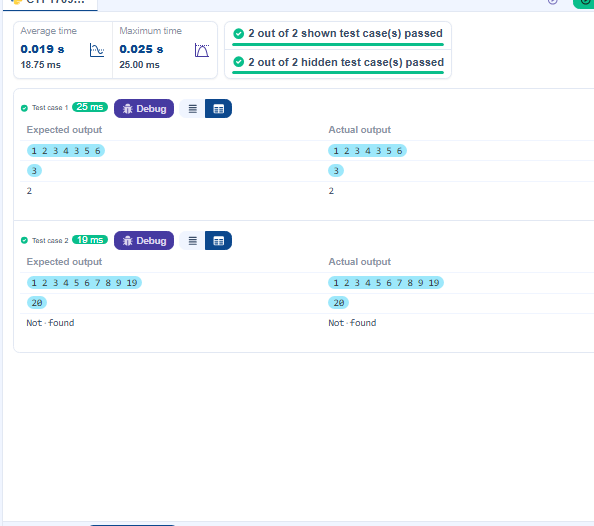 Average time
0.019 s
18.75 ms
Maximum time
0.025 s
25.00 ms
2 out of 2 shown test case(s) passed
2 out of 2 hidden test case(s) passed
Test case 1 25 ms Debug
Expected output Actual output
1 2 3 4 3 5 6 1 2 3 4 3 5 6
3 3
2 2
Test case 2 19 ms Debug
Expected output Actual output
1 2 3 4 5 6 7 8 9 19 1 2 3 4 5 6 7 8 9 19
20 20
Not·found Not·found